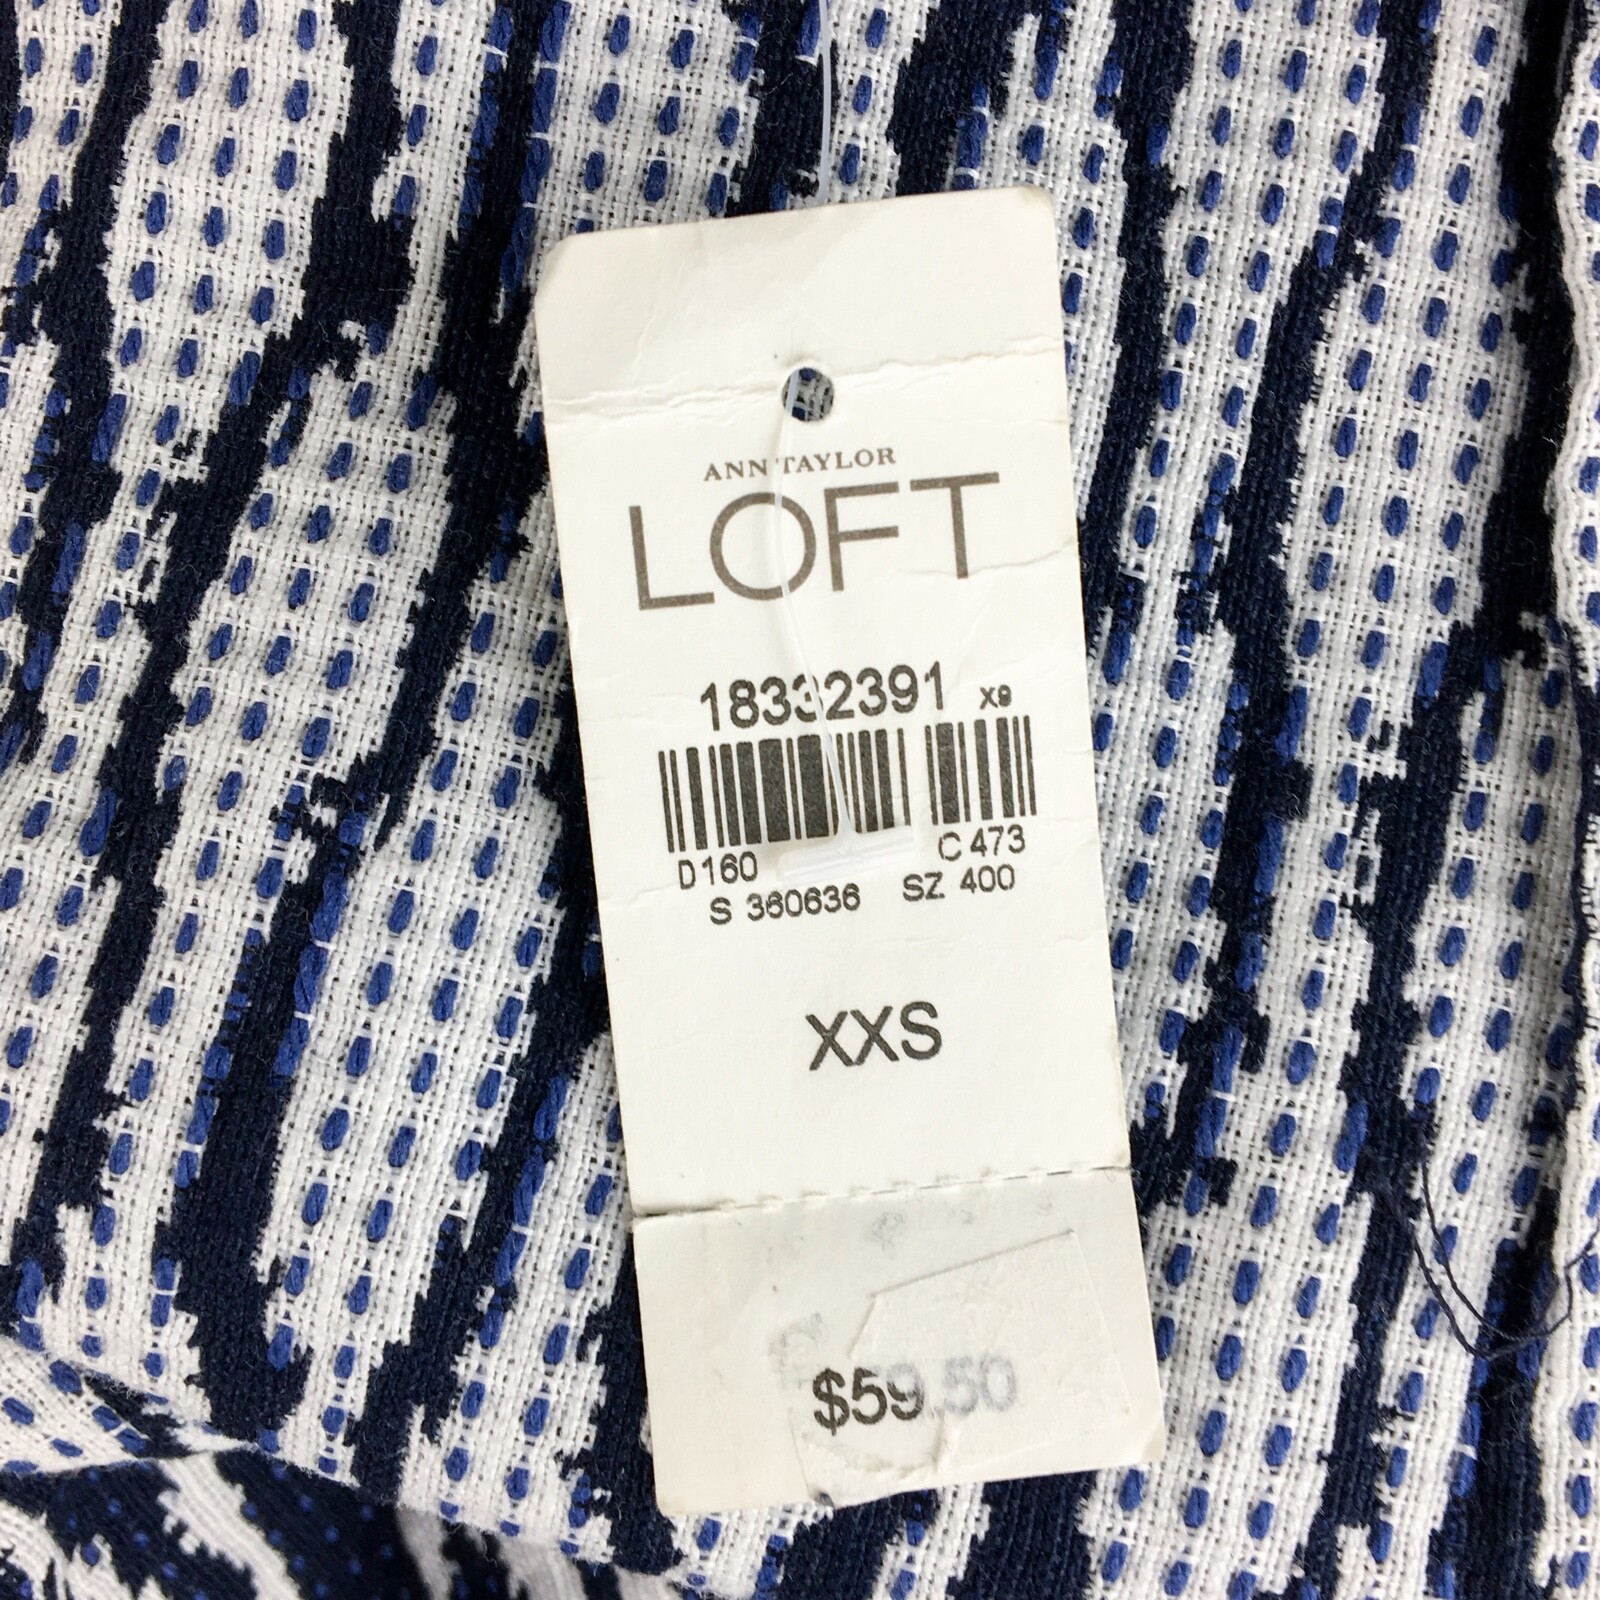 ANN TAYLOR
LOFT
18332391 X9
D160 C 473
S 360636 SZ 400
XXS
$59.50